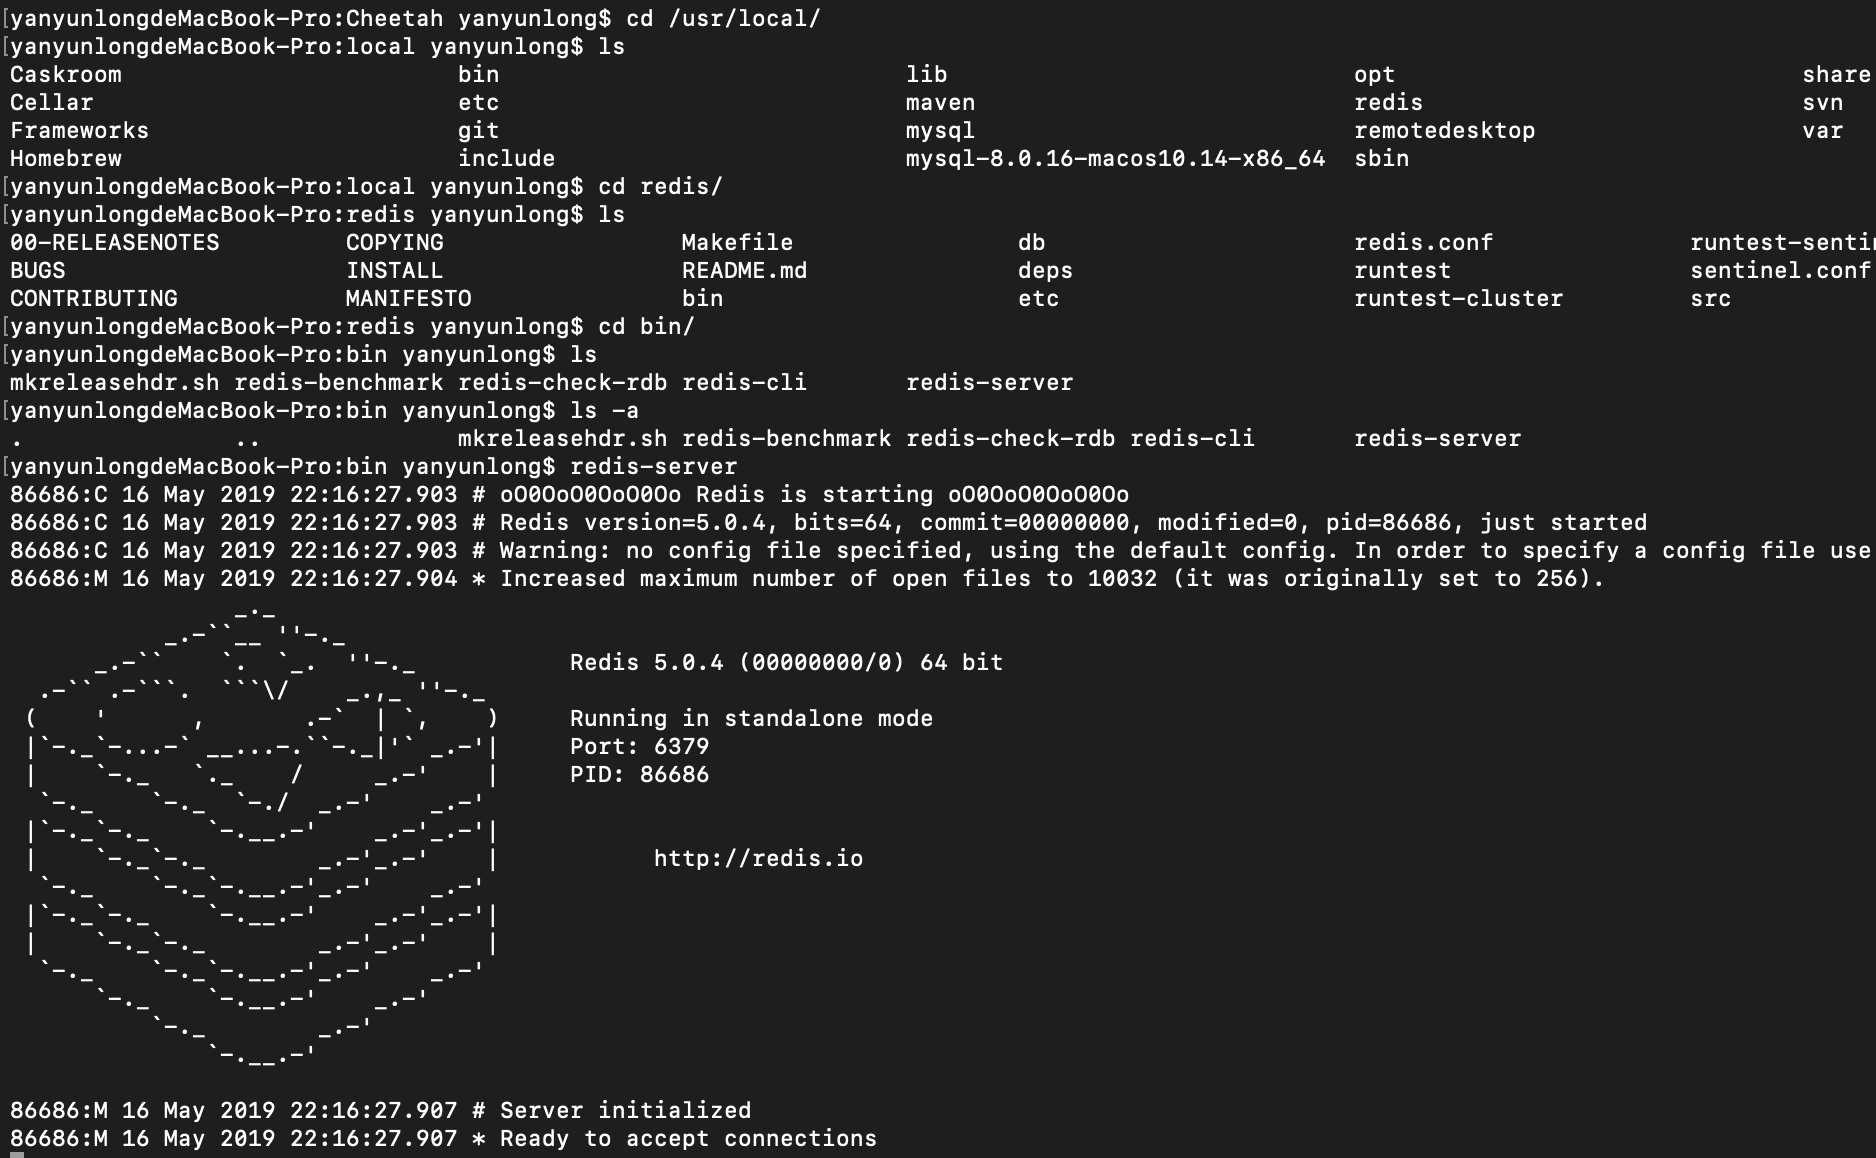 [yanyunlongdeMacBook-Pro:Cheetah yanyunlong$ cd /usr/local/
[yanyunlongdeMacBook-Pro:local yanyunlong$ ls
Caskroom                        bin                             lib                             opt                             share
Cellar                          etc                             maven                           redis                           svn
Frameworks                      git                             mysql                           remotedesktop                   var
Homebrew                        include                         mysql-8.0.16-macos10.14-x86_64  sbin
[yanyunlongdeMacBook-Pro:local yanyunlong$ cd redis/
[yanyunlongdeMacBook-Pro:redis yanyunlong$ ls
00-RELEASENOTES         COPYING                 Makefile                db                      redis.conf              runtest-senti
BUGS                    INSTALL                 README.md               deps                    runtest                 sentinel.conf
CONTRIBUTING            MANIFESTO               bin                     etc                     runtest-cluster         src
[yanyunlongdeMacBook-Pro:redis yanyunlong$ cd bin/
[yanyunlongdeMacBook-Pro:bin yanyunlong$ ls
mkreleasehdr.sh redis-benchmark redis-check-rdb redis-cli       redis-server
[yanyunlongdeMacBook-Pro:bin yanyunlong$ ls -a
.               ..              mkreleasehdr.sh redis-benchmark redis-check-rdb redis-cli       redis-server
[yanyunlongdeMacBook-Pro:bin yanyunlong$ redis-server
86686:C 16 May 2019 22:16:27.903 # oO0OoO0OoO0Oo Redis is starting oO0OoO0OoO0Oo
86686:C 16 May 2019 22:16:27.903 # Redis version=5.0.4, bits=64, commit=00000000, modified=0, pid=86686, just started
86686:C 16 May 2019 22:16:27.903 # Warning: no config file specified, using the default config. In order to specify a config file use
86686:M 16 May 2019 22:16:27.904 * Increased maximum number of open files to 10032 (it was originally set to 256).
Redis 5.0.4 (00000000/0) 64 bit
Running in standalone mode
Port: 6379
PID: 86686
http://redis.io
86686:M 16 May 2019 22:16:27.907 # Server initialized
86686:M 16 May 2019 22:16:27.907 * Ready to accept connections